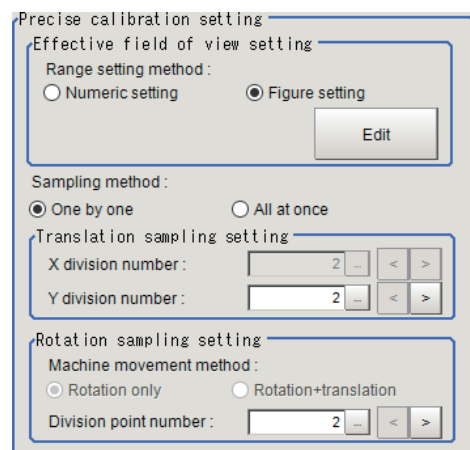 Precise calibration setting
Effective field of view setting
Range setting method :
Numeric setting Figure setting
Edit
Sampling method :
One by one All at once
Translation sampling setting
X division number : 2 ... < >
Y division number : 2 ... < >
Rotation sampling setting
Machine movement method :
Rotation only Rotation+translation
Division point number : 2 ... < >